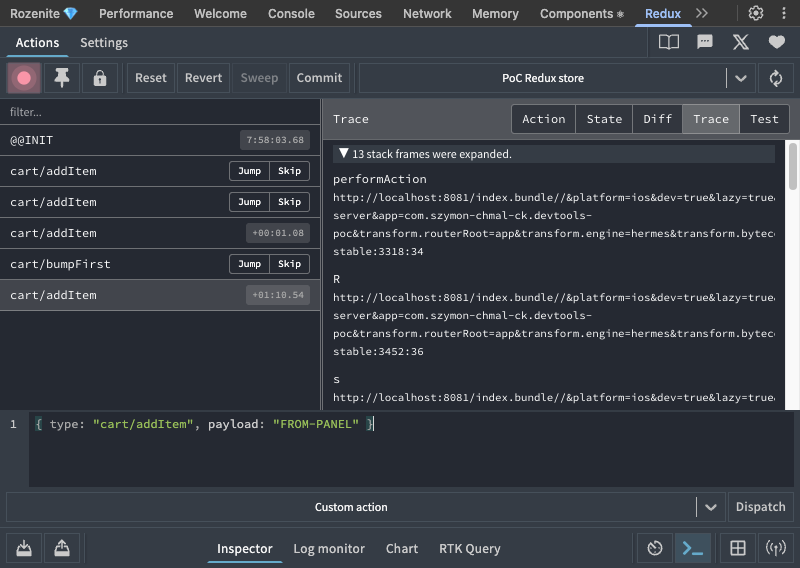 Rozenite 💎 Performance Welcome Console Sources Network Memory Components ⚛ Redux
Actions Settings
Reset Revert Sweep Commit PoC Redux store
filter...
@@INIT 7:58:03.68
cart/addItem Jump Skip
cart/addItem Jump Skip
cart/addItem +00:01.08
cart/bumpFirst Jump Skip
cart/addItem +01:10.54
Trace Action State Diff Trace Test
▼ 13 stack frames were expanded.
performAction
http://localhost:8081/index.bundle//&platform=ios&dev=true&lazy=true
server&app=com.szymon-chmal-ck.devtools-
poc&transform.routerRoot=app&transform.engine=hermes&transform.bytec
stable:3318:34
R
http://localhost:8081/index.bundle//&platform=ios&dev=true&lazy=true
server&app=com.szymon-chmal-ck.devtools-
poc&transform.routerRoot=app&transform.engine=hermes&transform.bytec
stable:3452:36
s
http://localhost:8081/index.bundle//&platform=ios&dev=true&lazy=true
1 { type: "cart/addItem", payload: "FROM-PANEL" }
Custom action Dispatch
Inspector Log monitor Chart RTK Query